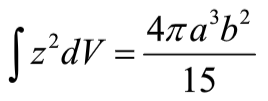 ∫ z²dV = 4πa³b² / 15